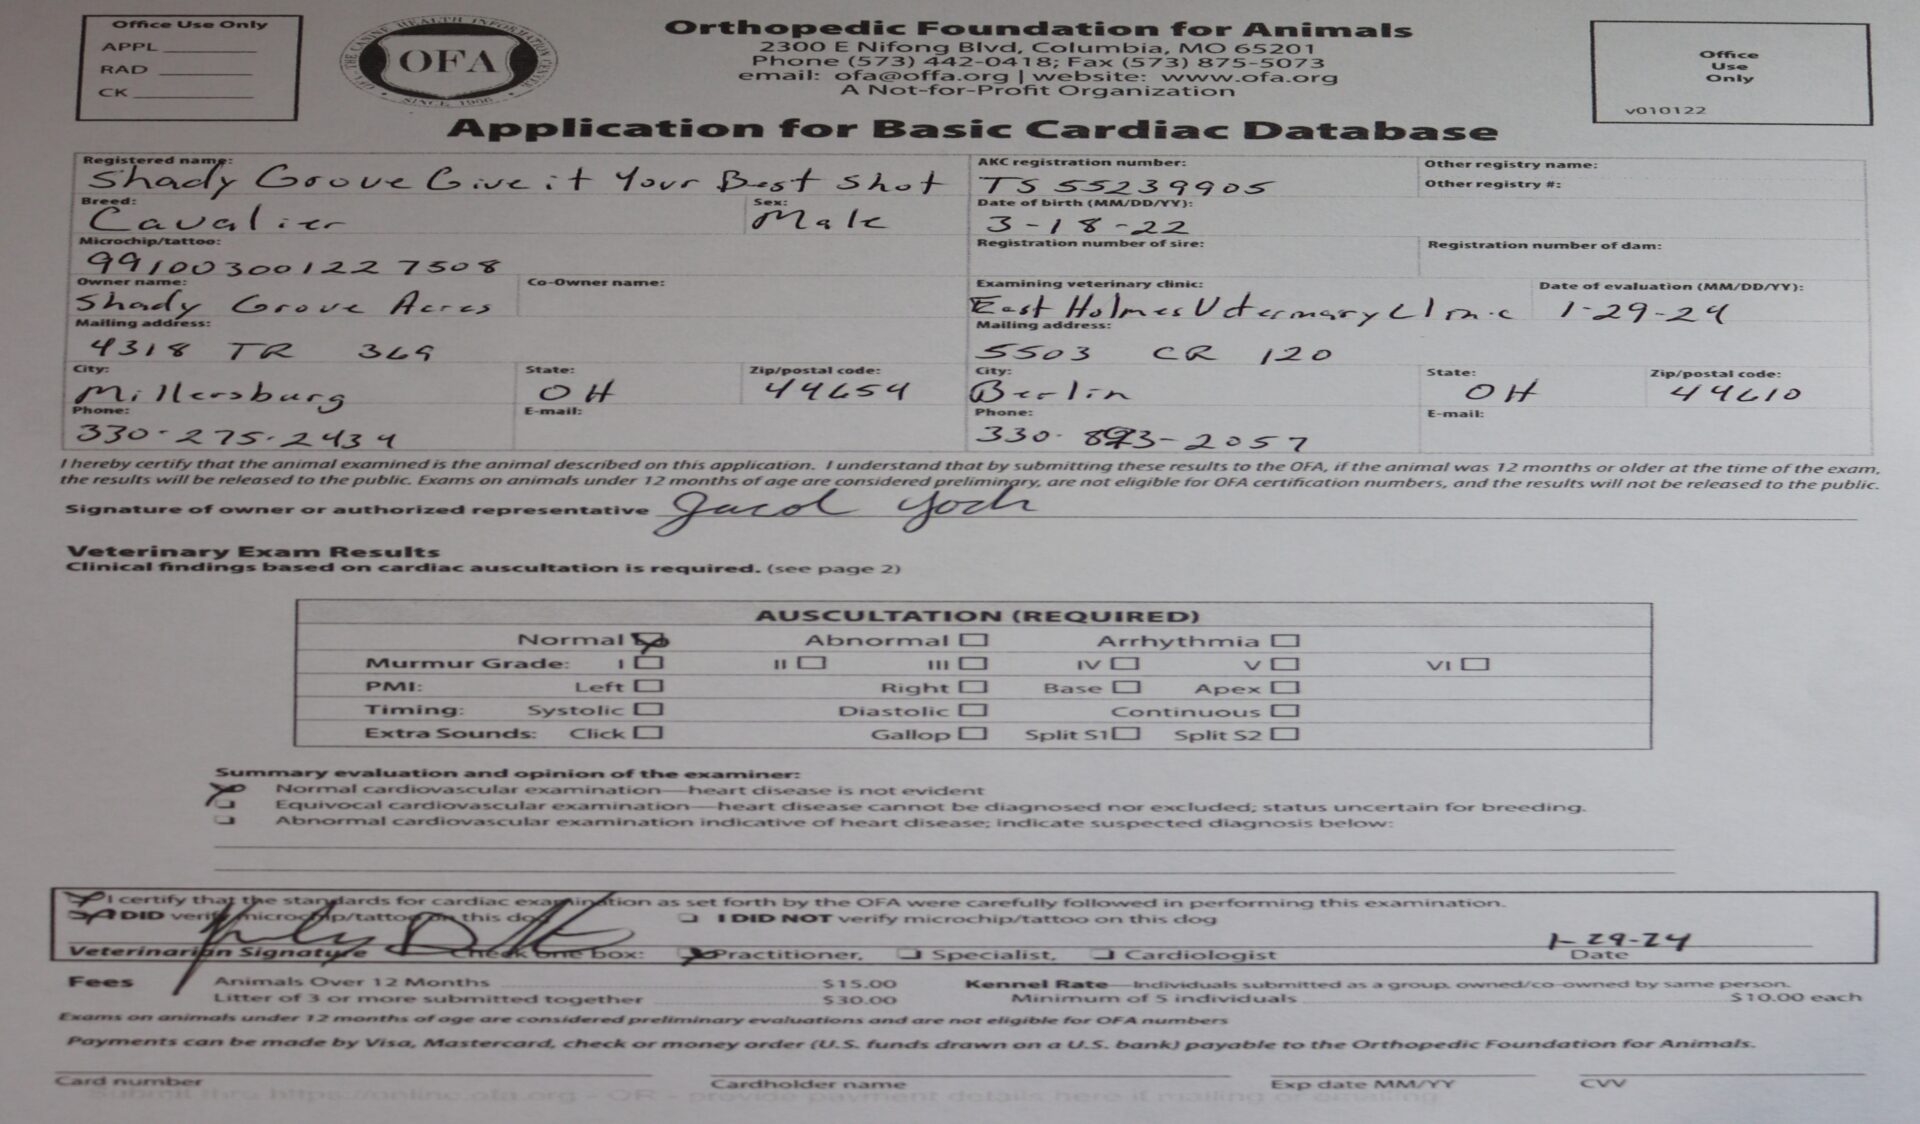 Office Use Only
APPL
RAD
CK
OFA
SINCE 1966
Orthopedic Foundation for Animals
2300 E Nifong Blvd, Columbia, MO 65201
Phone (573) 442-0418; Fax (573) 875-5073
email: ofa@offa.org | website: www.ofa.org
A Not-for-Profit Organization
Office
Use
Only
v010122
Application for Basic Cardiac Database
Registered name: AKC registration number: Other registry name:
Shady Grove Give it Your Best Shot TS 55239905 Other registry #:
Breed: Sex: Date of birth (MM/DD/YY):
Cavalier Male 3-18-22
Microchip/tattoo: Registration number of sire: Registration number of dam:
991003001227508
Owner name: Co-Owner name: Examining veterinary clinic: Date of evaluation (MM/DD/YY):
Shady Grove Acres East Holmes Veterinary Clinic 1-29-24
Mailing address: Mailing address:
4318 TR 369 5503 CR 120
City: State: Zip/postal code: City: State: Zip/postal code:
Millersburg OH 44654 Berlin OH 44610
Phone: E-mail: Phone: E-mail:
330-275-2434 330-893-2057
I hereby certify that the animal examined is the animal described on this application. I understand that by submitting these results to the OFA, if the animal was 12 months or older at the time of the exam,
the results will be released to the public. Exams on animals under 12 months of age are considered preliminary, are not eligible for OFA certification numbers, and the results will not be released to the public.
Signature of owner or authorized representative
Veterinary Exam Results
Clinical findings based on cardiac auscultation is required. (see page 2)
AUSCULTATION (REQUIRED)
Normal Abnormal Arrhythmia
Murmur Grade: I II III IV V VI
PMI: Left Right Base Apex
Timing: Systolic Diastolic Continuous
Extra Sounds: Click Gallop Split S1 Split S2
Summary evaluation and opinion of the examiner:
Normal cardiovascular examination—heart disease is not evident
Equivocal cardiovascular examination—heart disease cannot be diagnosed nor excluded; status uncertain for breeding.
Abnormal cardiovascular examination indicative of heart disease; indicate suspected diagnosis below:
I certify that the standards for cardiac examination as set forth by the OFA were carefully followed in performing this examination.
I DID verify microchip/tattoo on this dog I DID NOT verify microchip/tattoo on this dog
1-29-24
Veterinarian Signature Check one box: Practitioner, Specialist, Cardiologist Date
Fees Animals Over 12 Months $15.00 Kennel Rate—Individuals submitted as a group, owned/co-owned by same person.
Litter of 3 or more submitted together $30.00 Minimum of 5 individuals $10.00 each
Exams on animals under 12 months of age are considered preliminary evaluations and are not eligible for OFA numbers
Payments can be made by Visa, Mastercard, check or money order (U.S. funds drawn on a U.S. bank) payable to the Orthopedic Foundation for Animals.
Card number Cardholder name Exp date MM/YY CVV
Submit thru https://online.ofa.org - OR - provide payment details here if mailing or emailing